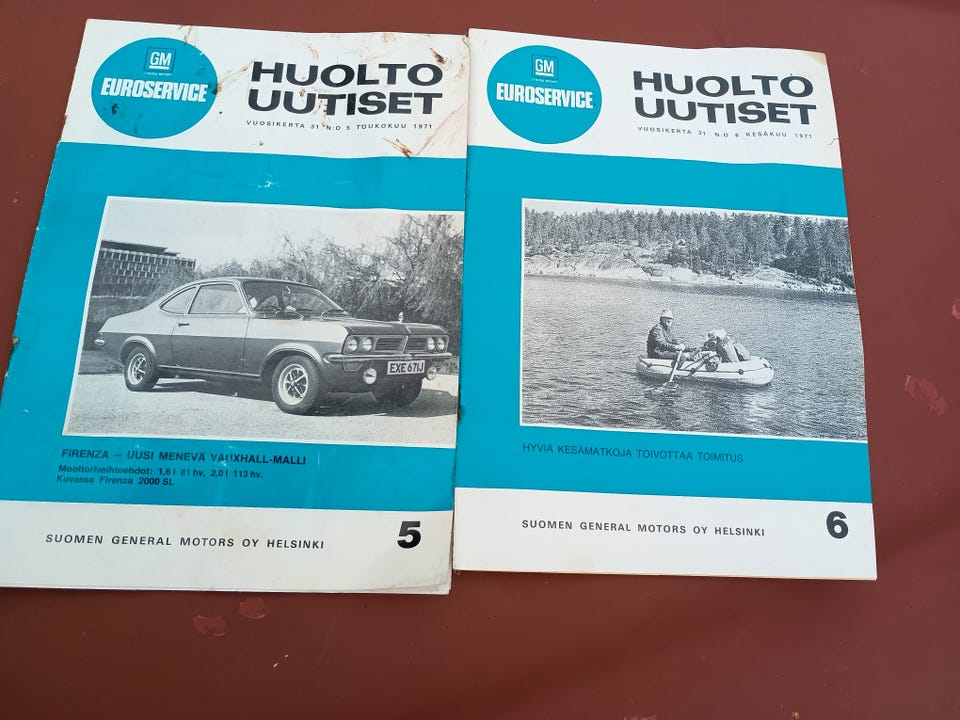 GM
EUROSERVICE
HUOLTO
UUTISET
VUOSIKERTA 31 N:O 5 TOUKOKUU 1971
EXE 671J
FIRENZA – UUSI MENEVÄ VAUXHALL-MALLI
Moottorivaihtoehdot: 1,6 l 81 hv, 2,0 l 113 hv.
Kuvassa Firenza 2000 SL
SUOMEN GENERAL MOTORS OY HELSINKI
5
GM
EUROSERVICE
HUOLTO
UUTISET
VUOSIKERTA 31 N:O 6 KESÄKUU 1971
HYVIÄ KESÄMATKOJA TOIVOTTAA TOIMITUS
SUOMEN GENERAL MOTORS OY HELSINKI
6